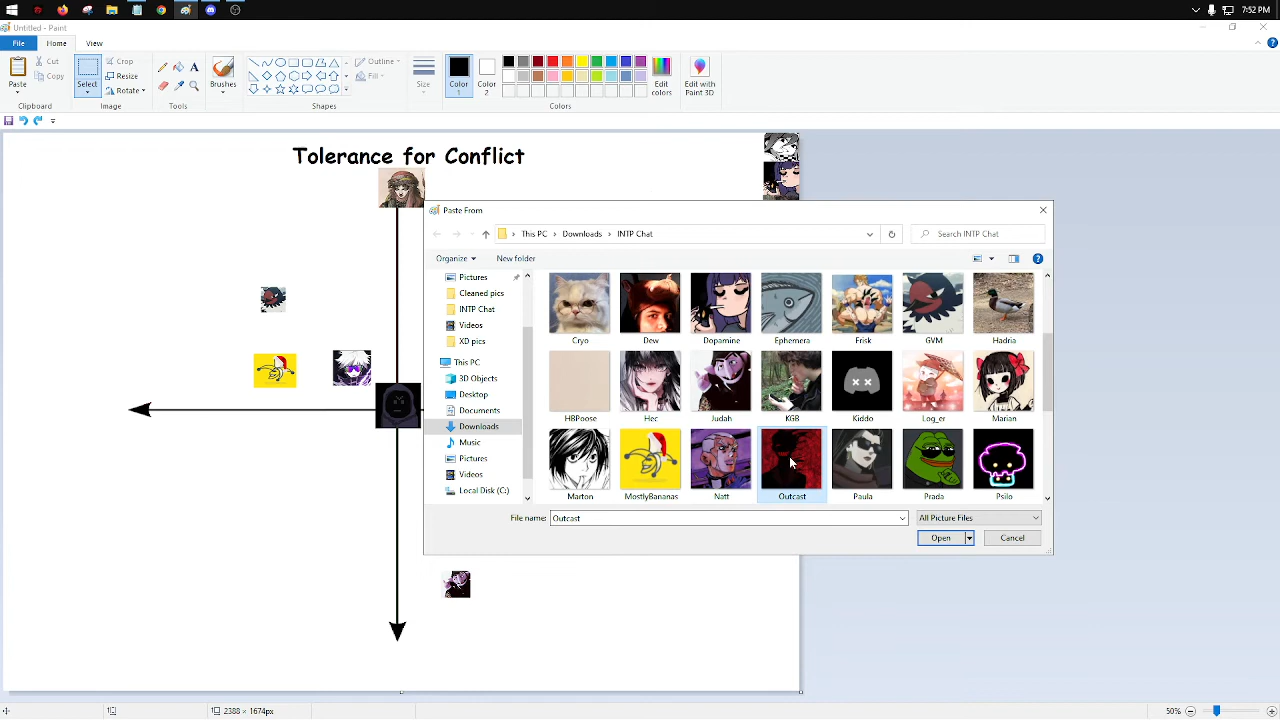 7:52 PM
Untitled - Paint
File
Home
View
Paste
Cut
Copy
Clipboard
Select
Crop
Resize
Rotate
Image
A
Tools
Brushes
Shapes
Outline
Fill
Size
Color
1
Color
2
Colors
Edit
colors
Edit with
Paint 3D
Tolerance for Conflict
Paste From
This PC > Downloads > INTP Chat
Search INTP Chat
Organize
New folder
Pictures
Cleaned pics
INTP Chat
Videos
XD pics
This PC
3D Objects
Desktop
Documents
Downloads
Music
Pictures
Videos
Local Disk (C:)
Cryo
Dew
Dopamine
Ephemera
Frisk
GVM
Hadria
HBPoose
Hec
Judah
KGB
Kiddo
Log_er
Marian
Marton
MostlyBananas
Natt
Outcast
Paula
Prada
Psilo
File name:
Outcast
All Picture Files
Open
Cancel
2388 × 1674px
50%